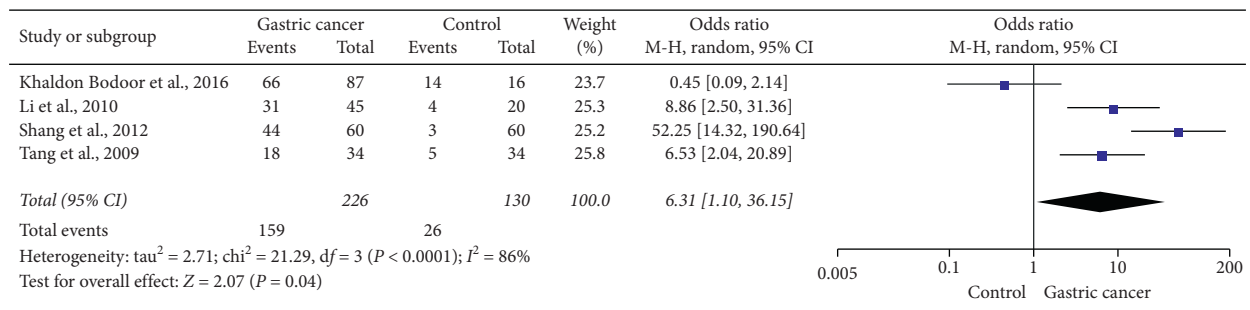 Study or subgroup Gastric cancer Control Weight Odds ratio Odds ratio
Events Total Events Total (%) M-H, random, 95% CI M-H, random, 95% CI
Khaldon Bodoor et al., 2016 66 87 14 16 23.7 0.45 [0.09, 2.14]
Li et al., 2010 31 45 4 20 25.3 8.86 [2.50, 31.36]
Shang et al., 2012 44 60 3 60 25.2 52.25 [14.32, 190.64]
Tang et al., 2009 18 34 5 34 25.8 6.53 [2.04, 20.89]
Total (95% CI) 226 130 100.0 6.31 [1.10, 36.15]
Total events 159 26
Heterogeneity: tau² = 2.71; chi² = 21.29, df = 3 (P < 0.0001); I² = 86%
Test for overall effect: Z = 2.07 (P = 0.04)
0.005 0.1 1 10 200
Control Gastric cancer